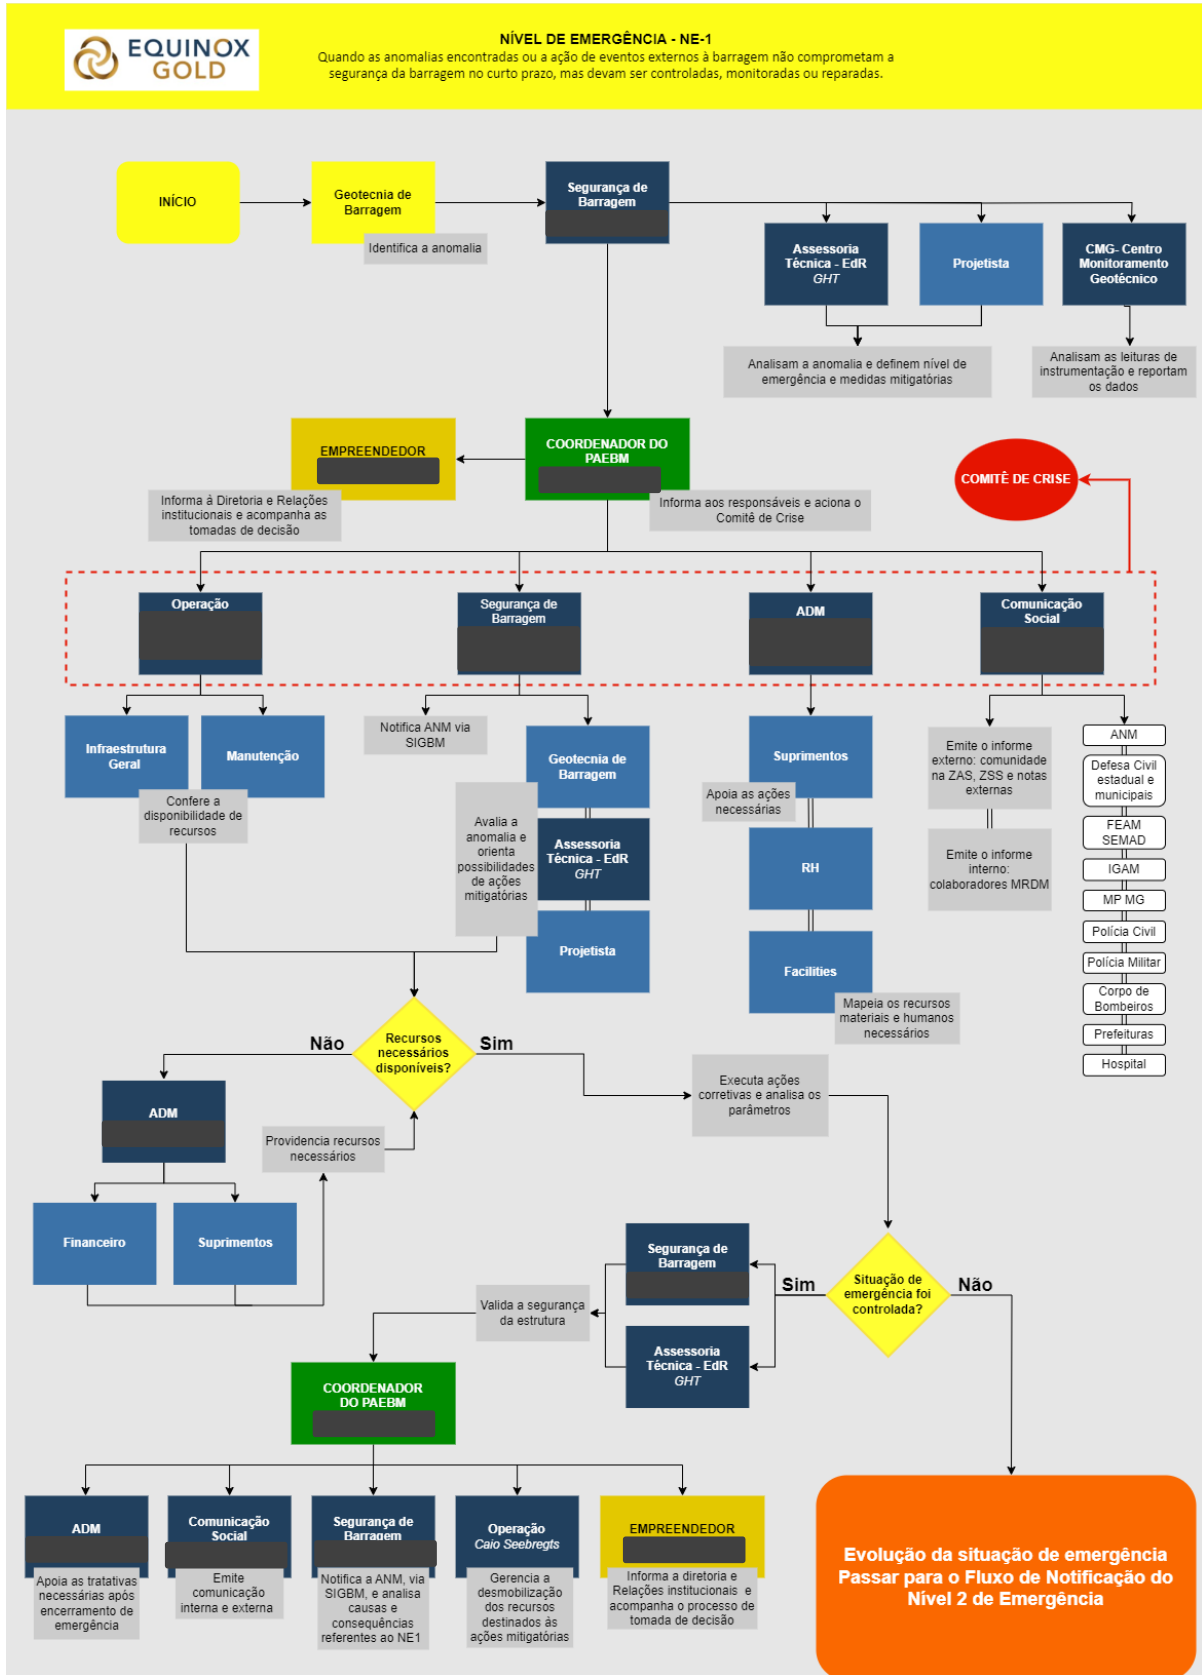 EQUINOX
GOLD
NÍVEL DE EMERGÊNCIA - NE-1
Quando as anomalias encontradas ou a ação de eventos externos à barragem não comprometam a
segurança da barragem no curto prazo, mas devam ser controladas, monitoradas ou reparadas.
INÍCIO
Geotecnia de
Barragem
Identifica a anomalia
Segurança de
Barragem
Assessoria
Técnica - EdR
GHT
Projetista
CMG- Centro
Monitoramento
Geotécnico
Analisam a anomalia e definem nível de
emergência e medidas mitigatórias
Analisam as leituras de
instrumentação e reportam
os dados
EMPREENDEDOR
Informa à Diretoria e Relações
institucionais e acompanha as
tomadas de decisão
COORDENADOR DO
PAEBM
Informa aos responsáveis e aciona o
Comitê de Crise
COMITÊ DE CRISE
Operação
Segurança de
Barragem
ADM
Comunicação
Social
Infraestrutura
Geral
Manutenção
Confere a
disponibilidade de
recursos
Notifica ANM via
SIGBM
Geotecnia de
Barragem
Avalia a
anomalia e
orienta
possibilidades
de ações
mitigatórias
Assessoria
Técnica - EdR
GHT
Projetista
Suprimentos
Apoia as ações
necessárias
RH
Facilities
Mapeia os recursos
materiais e humanos
necessários
Emite o informe
externo: comunidade
na ZAS, ZSS e notas
externas
Emite o informe
interno:
colaboradores MRDM
ANM
Defesa Civil
estadual e
municipais
FEAM
SEMAD
IGAM
MP MG
Polícia Civil
Polícia Militar
Corpo de
Bombeiros
Prefeituras
Hospital
Não
Recursos
necessários
disponíveis?
Sim
ADM
Providencia recursos
necessários
Financeiro
Suprimentos
Executa ações
corretivas e analisa os
parâmetros
Segurança de
Barragem
Sim
Situação de
emergência foi
controlada?
Não
Valida a segurança
da estrutura
Assessoria
Técnica - EdR
GHT
COORDENADOR
DO PAEBM
ADM
Apoia as tratativas
necessárias após
encerramento de
emergência
Comunicação
Social
Emite
comunicação
interna e externa
Segurança de
Barragem
Notifica a ANM, via
SIGBM, e analisa
causas e
consequências
referentes ao NE1
Operação
Caio Seebregts
Gerencia a
desmobilização
dos recursos
destinados às
ações mitigatórias
EMPREENDEDOR
Informa a diretoria e
Relações institucionais e
acompanha o processo de
tomada de decisão
Evolução da situação de emergência
Passar para o Fluxo de Notificação do
Nível 2 de Emergência